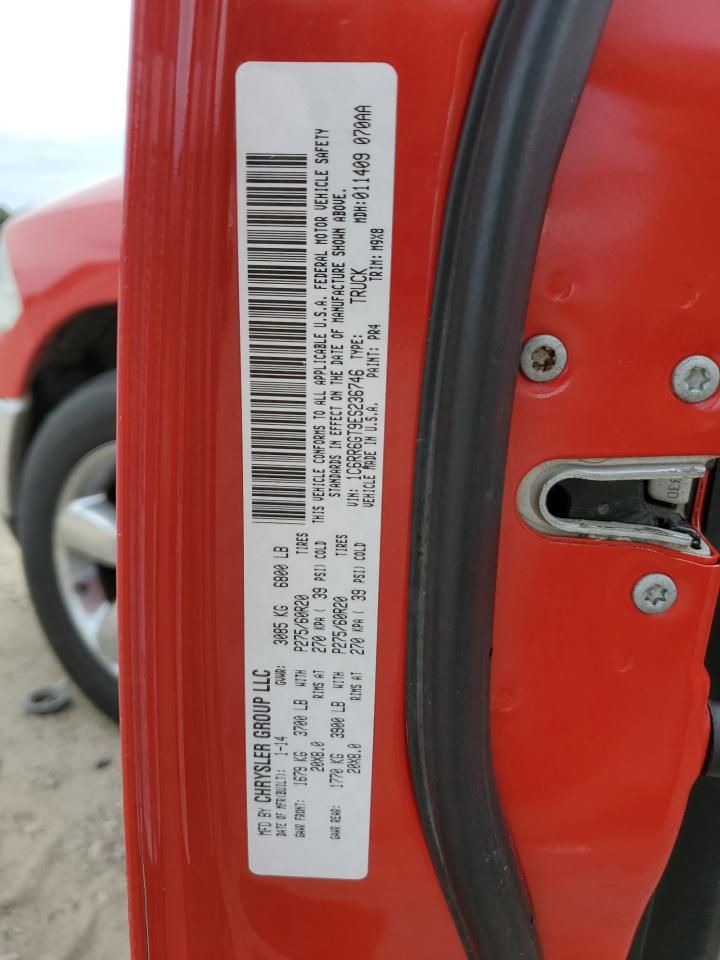 MFD BY CHRYSLER GROUP LLC
DATE OF MFR(BUILT): 1-14 GVWR: 3085 KG 6800 LB
GAWR FRONT: 1679 KG 3700 LB WITH P275/60R20 TIRES
20X8.0 RIMS AT 270 KPA ( 39 PSI) COLD
GAWR REAR: 1770 KG 3900 LB WITH P275/60R20 TIRES
20X8.0 RIMS AT 270 KPA ( 39 PSI) COLD
THIS VEHICLE CONFORMS TO ALL APPLICABLE U.S.A. FEDERAL MOTOR VEHICLE SAFETY
STANDARDS IN EFFECT ON THE DATE OF MANUFACTURE SHOWN ABOVE.
VIN: 1C6RR6GT9ES236746 TYPE: TRUCK MDH: 011409 070AA
VEHICLE MADE IN U.S.A. PAINT: PR4 TRIM: M9X8